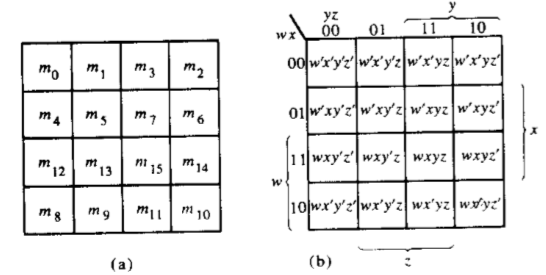 m0 m1 m3 m2
m4 m5 m7 m6
m12 m13 m15 m14
m8 m9 m11 m10
(a)
yz
y
wx 00 01 11 10
00 w'x'y'z' w'x'y'z w'x'yz w'x'yz'
01 w'xy'z' w'xy'z w'xyz w'xyz'
x
11 wxy'z' wxy'z wxyz wxyz'
w
10 wx'y'z' wx'y'z wx'yz wx'yz'
(b)
z